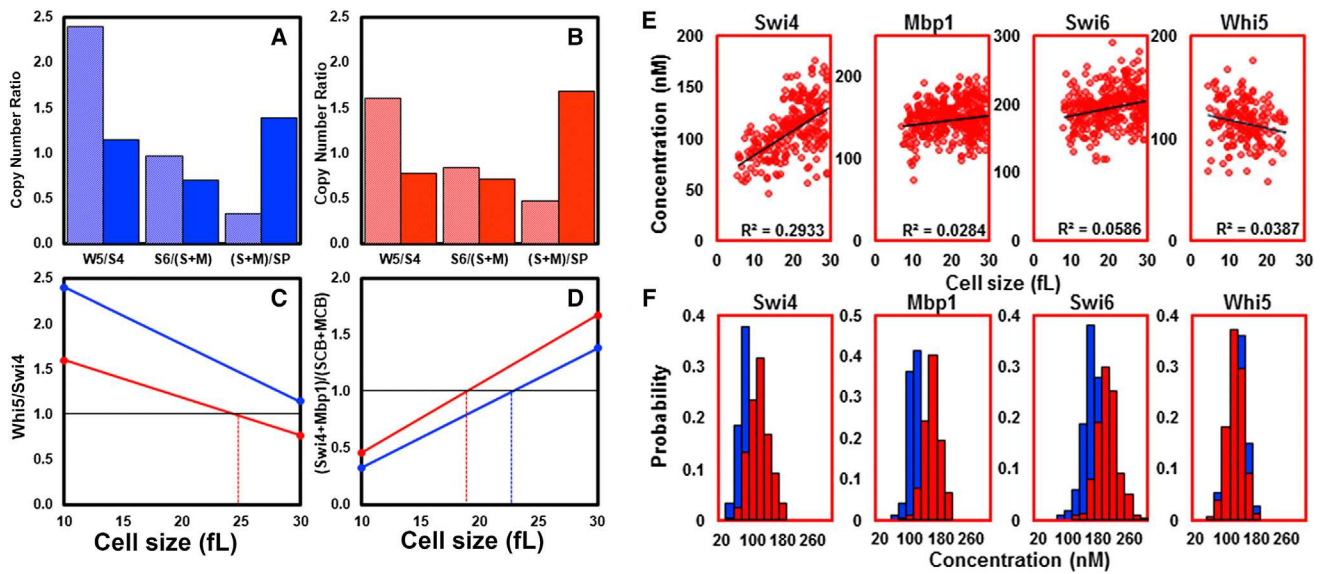 A
Copy Number Ratio
2.5
2.0
1.5
1.0
0.5
0.0
W5/S4 S6/(S+M) (S+M)/SP
B
Copy Number Ratio
2.5
2.0
1.5
1.0
0.5
0.0
W5/S4 S6/(S+M) (S+M)/SP
C
Whi5/Swi4
2.5
2.0
1.5
1.0
0.5
0.0
10 15 20 25 30
Cell size (fL)
D
(Swi4+Mbp1)/(SCB+MCB)
2.0
1.5
1.0
0.5
0.0
10 15 20 25 30
Cell size (fL)
E
Concentration (nM)
Swi4
200
150
100
50
0
R² = 0.2933
0 10 20 30
Mbp1
200
100
0
R² = 0.0284
0 10 20 30
Swi6
300
200
100
0
R² = 0.0586
0 10 20 30
Whi5
200
100
0
R² = 0.0387
0 10 20 30
Cell size (fL)
F
Probability
Swi4
0.4
0.3
0.2
0.1
0
20 100 180 260
Mbp1
0.5
0.4
0.3
0.2
0.1
0
20 100 180 260
Swi6
0.4
0.3
0.2
0.1
0
20 100 180 260
Whi5
0.4
0.3
0.2
0.1
0
20 100 180 260
Concentration (nM)